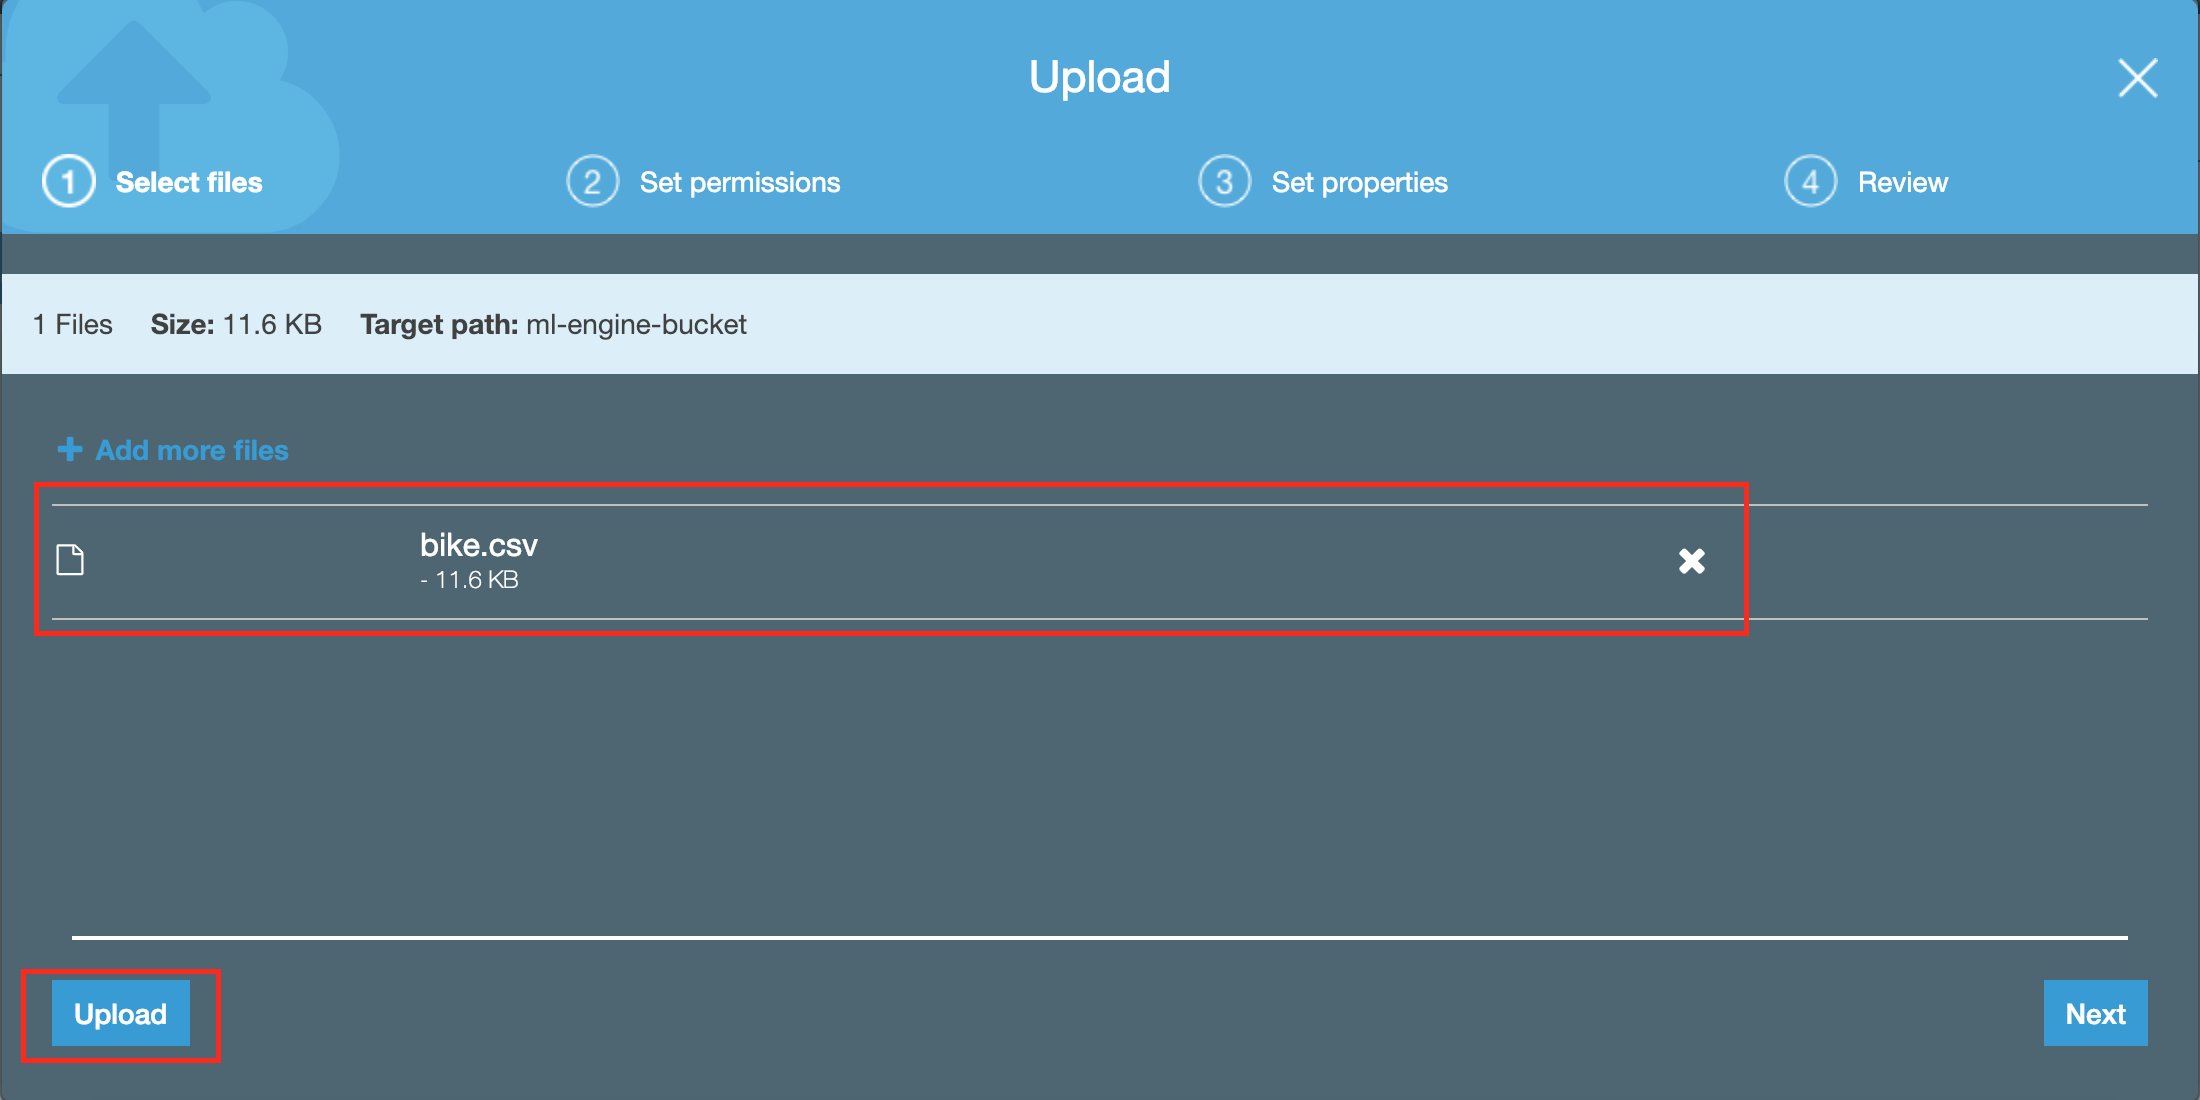 Upload
1 Select files
2 Set permissions
3 Set properties
4 Review
1 Files Size: 11.6 KB Target path: ml-engine-bucket
Add more files
bike.csv
- 11.6 KB
Upload
Next